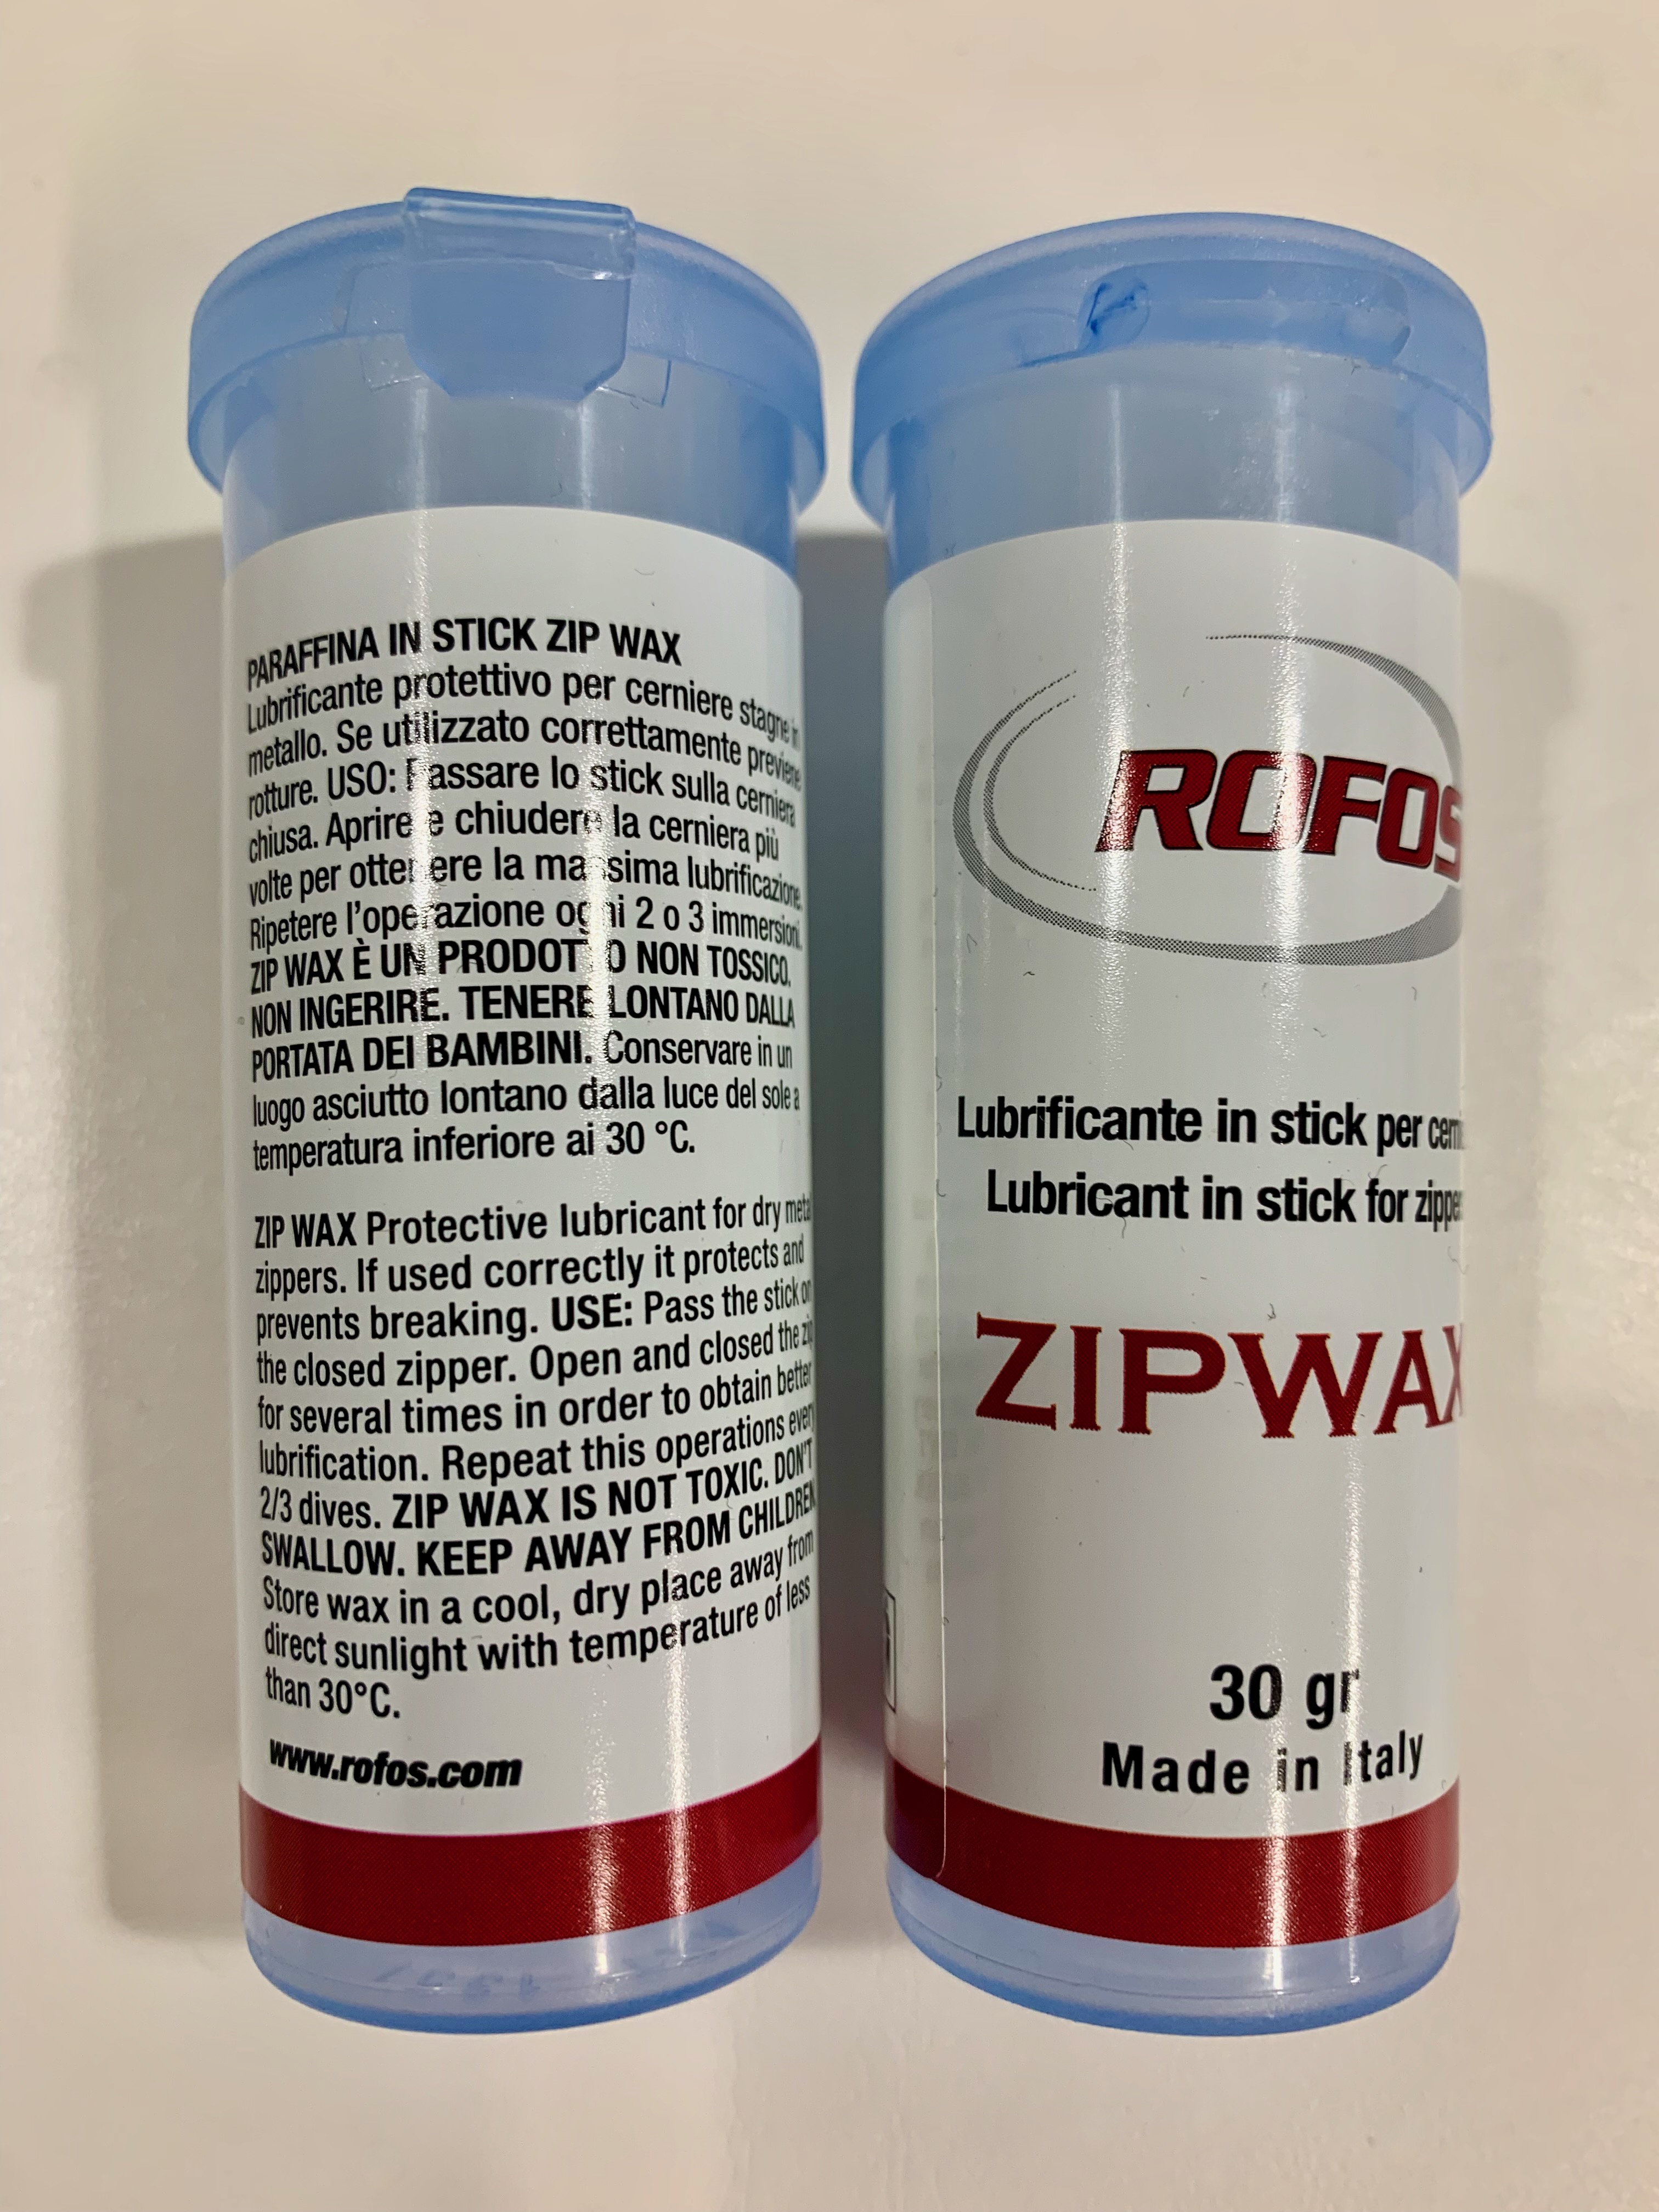 PARAFFINA IN STICK ZIP WAX
Lubrificante protettivo per cerniere stagne in
metallo. Se utilizzato correttamente previene
rotture. USO: Passare lo stick sulla cerniera
chiusa. Aprire e chiudere la cerniera più
volte per ottenere la massima lubrificazione.
Ripetere l'operazione ogni 2 o 3 immersioni.
ZIP WAX È UN PRODOTTO NON TOSSICO.
NON INGERIRE. TENERE LONTANO DALLA
PORTATA DEI BAMBINI. Conservare in un
luogo asciutto lontano dalla luce del sole a
temperatura inferiore ai 30 °C.
ZIP WAX Protective lubricant for dry metal
zippers. If used correctly it protects and
prevents breaking. USE: Pass the stick on
the closed zipper. Open and closed the zip
for several times in order to obtain better
lubrification. Repeat this operations every
2/3 dives. ZIP WAX IS NOT TOXIC. DON'T
SWALLOW. KEEP AWAY FROM CHILDREN
Store wax in a cool, dry place away from
direct sunlight with temperature of less
than 30°C.
www.rofos.com
ROFOS
Lubrificante in stick per
Lubricant in stick for
ZIPWAX
30 gr
Made in Italy